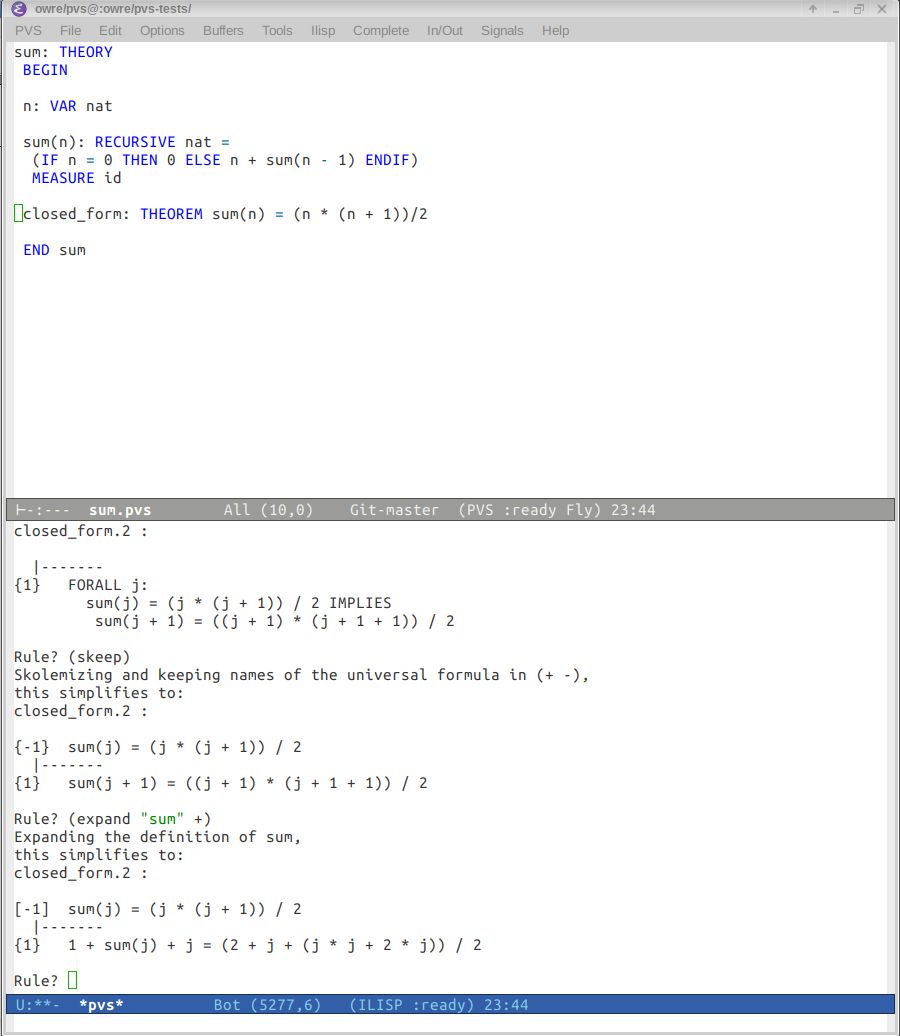 owre/pvs@:owre/pvs-tests/
PVS File Edit Options Buffers Tools Ilisp Complete In/Out Signals Help
sum: THEORY
BEGIN
n: VAR nat
sum(n): RECURSIVE nat =
(IF n = 0 THEN 0 ELSE n + sum(n - 1) ENDIF)
MEASURE id
closed_form: THEOREM sum(n) = (n * (n + 1))/2
END sum
⊢-:--- sum.pvs All (10,0) Git-master (PVS :ready Fly) 23:44
closed_form.2 :
|-------
{1} FORALL j:
sum(j) = (j * (j + 1)) / 2 IMPLIES
sum(j + 1) = ((j + 1) * (j + 1 + 1)) / 2
Rule? (skeep)
Skolemizing and keeping names of the universal formula in (+ -),
this simplifies to:
closed_form.2 :
{-1} sum(j) = (j * (j + 1)) / 2
|-------
{1} sum(j + 1) = ((j + 1) * (j + 1 + 1)) / 2
Rule? (expand "sum" +)
Expanding the definition of sum,
this simplifies to:
closed_form.2 :
[-1] sum(j) = (j * (j + 1)) / 2
|-------
{1} 1 + sum(j) + j = (2 + j + (j * j + 2 * j)) / 2
Rule?
U:**- *pvs* Bot (5277,6) (ILISP :ready) 23:44